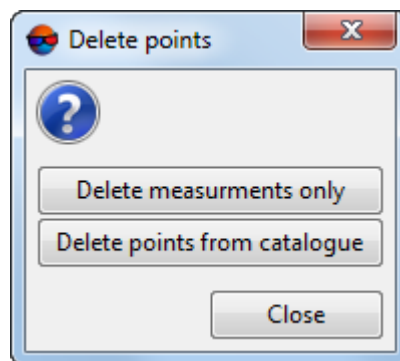 Delete points
Delete measurments only
Delete points from catalogue
Close